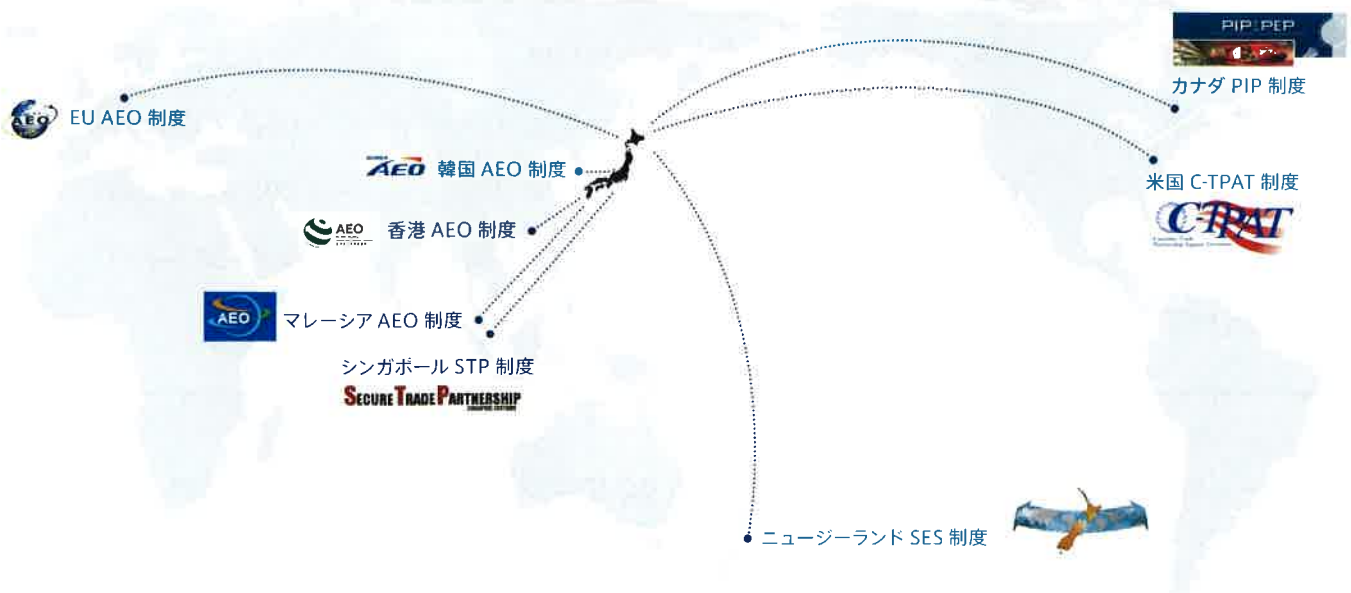 PIP PEP
カナダ PIP 制度
AEO
EU AEO 制度
AEO
韓国 AEO 制度
米国 C-TPAT 制度
C-TPAT
AEO
香港 AEO 制度
AEO
マレーシア AEO 制度
シンガポール STP 制度
SECURE TRADE PARTNERSHIP
ニュージーランド SES 制度